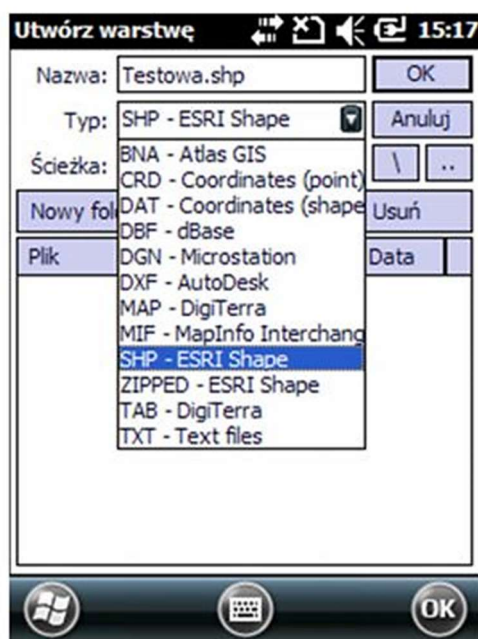 Utwórz warstwę 15:17
Nazwa: Testowa.shp OK
Typ: SHP - ESRI Shape Anuluj
Ścieżka: \ ..
BNA - Atlas GIS
CRD - Coordinates (point)
DAT - Coordinates (shape
DBF - dBase
DGN - Microstation
DXF - AutoDesk
MAP - DigiTerra
MIF - MapInfo Interchang
SHP - ESRI Shape
ZIPPED - ESRI Shape
TAB - DigiTerra
TXT - Text files
Nowy fol Usuń
Plik Data
OK